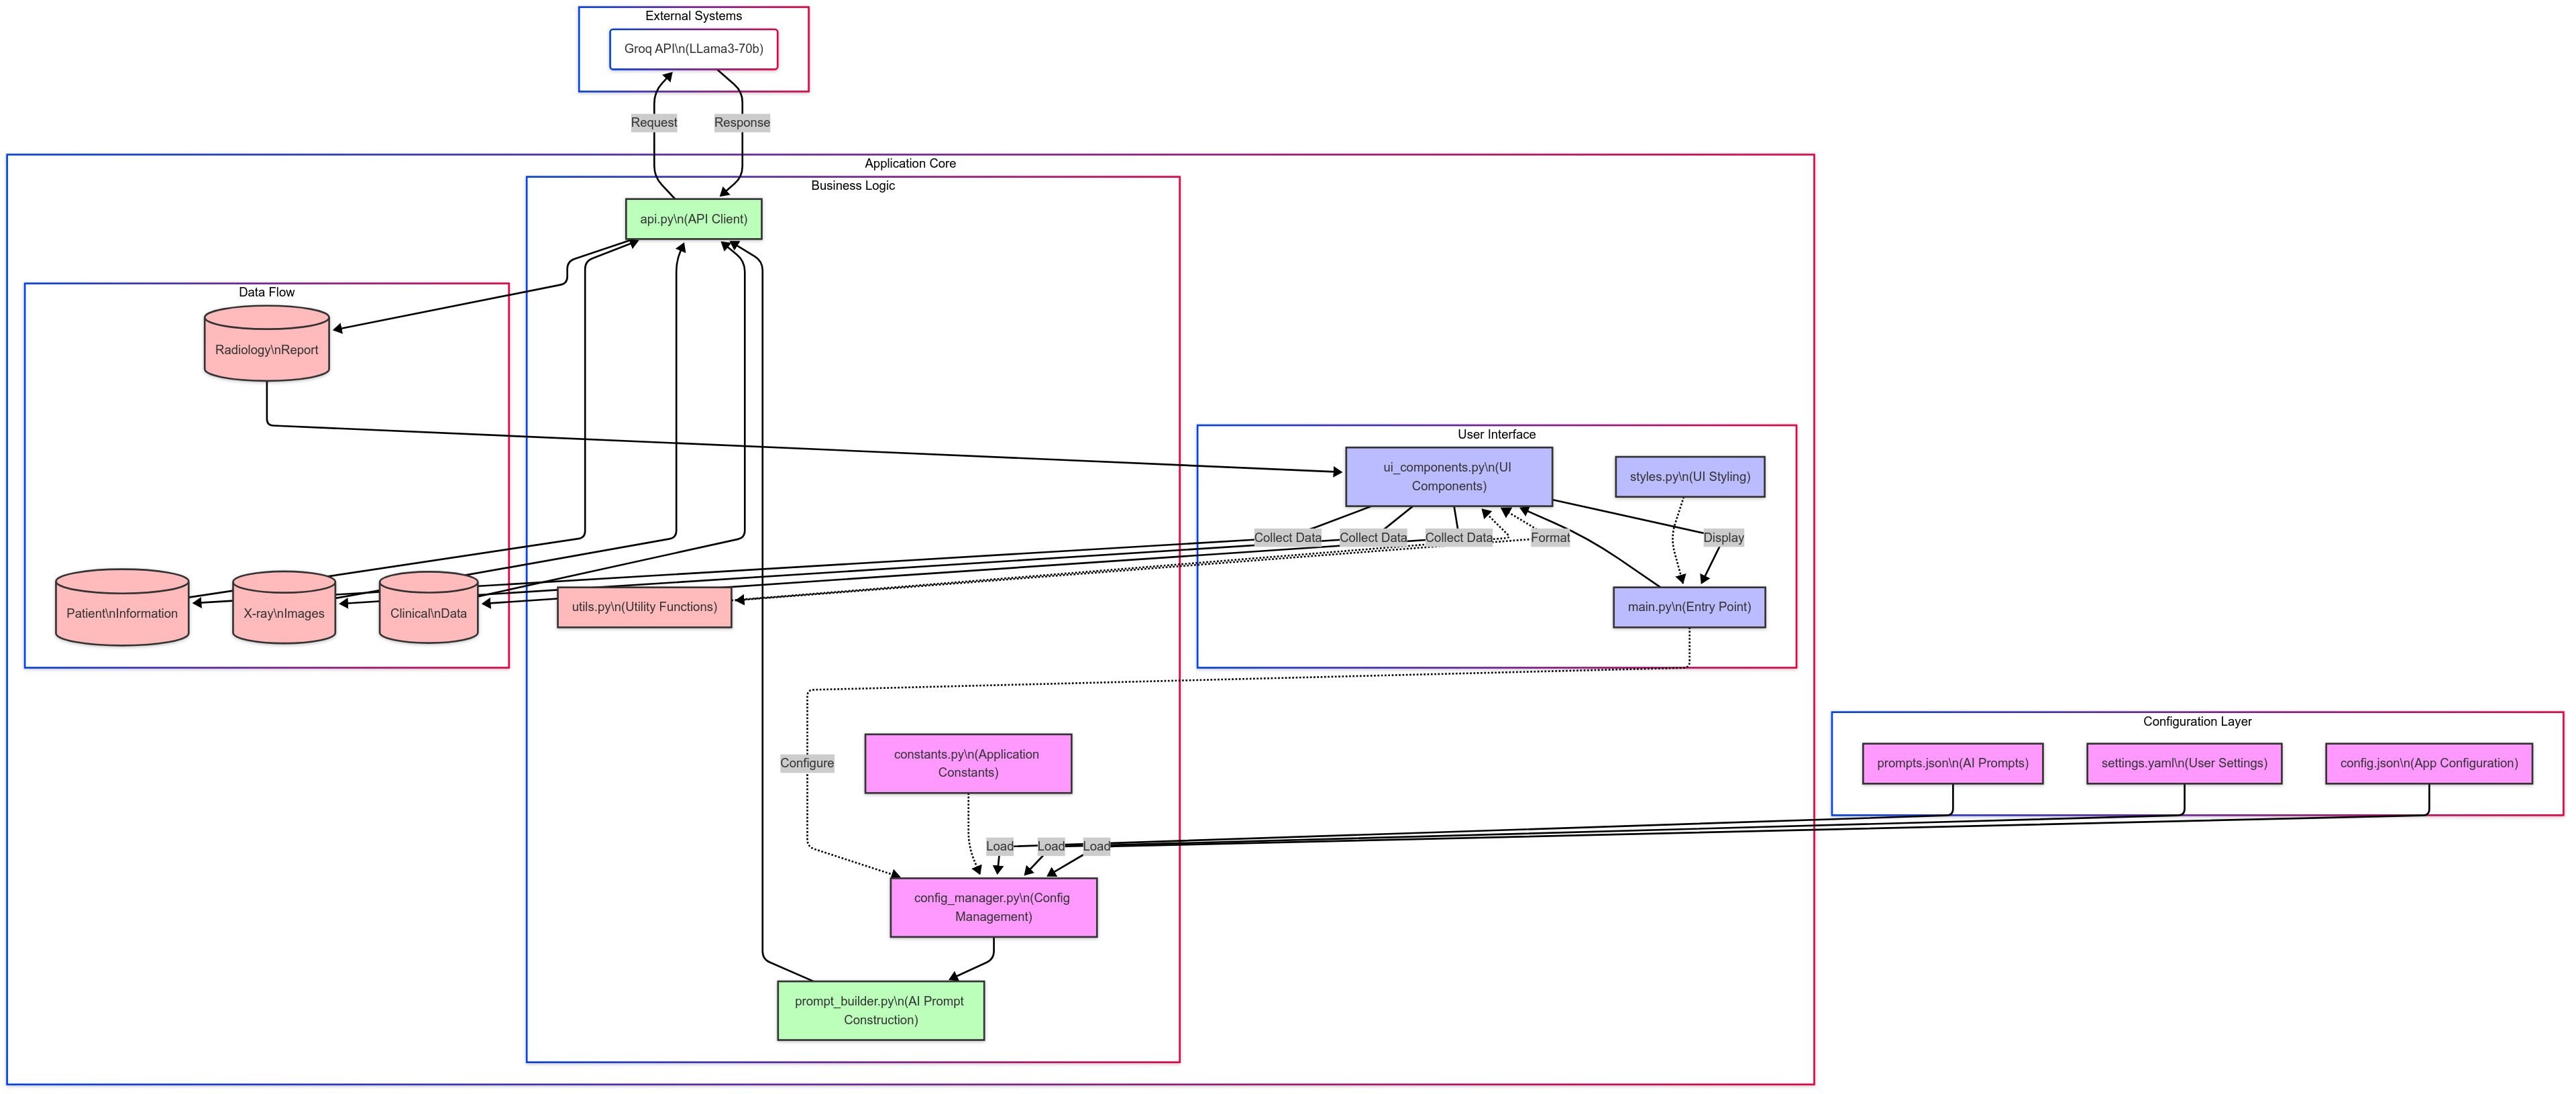 External Systems
Groq API\n(LLama3-70b)
Request
Response
Application Core
Business Logic
api.py\n(API Client)
Data Flow
Radiology\nReport
User Interface
ui_components.py\n(UI
Components)
styles.py\n(UI Styling)
Collect Data
Collect Data
Collect Data
Format
Display
Patient\nInformation
X-ray\nImages
Clinical\nData
utils.py\n(Utility Functions)
main.py\n(Entry Point)
Configuration Layer
Configure
constants.py\n(Application
Constants)
prompts.json\n(AI Prompts)
settings.yaml\n(User Settings)
config.json\n(App Configuration)
Load
Load
Load
config_manager.py\n(Config
Management)
prompt_builder.py\n(AI Prompt
Construction)